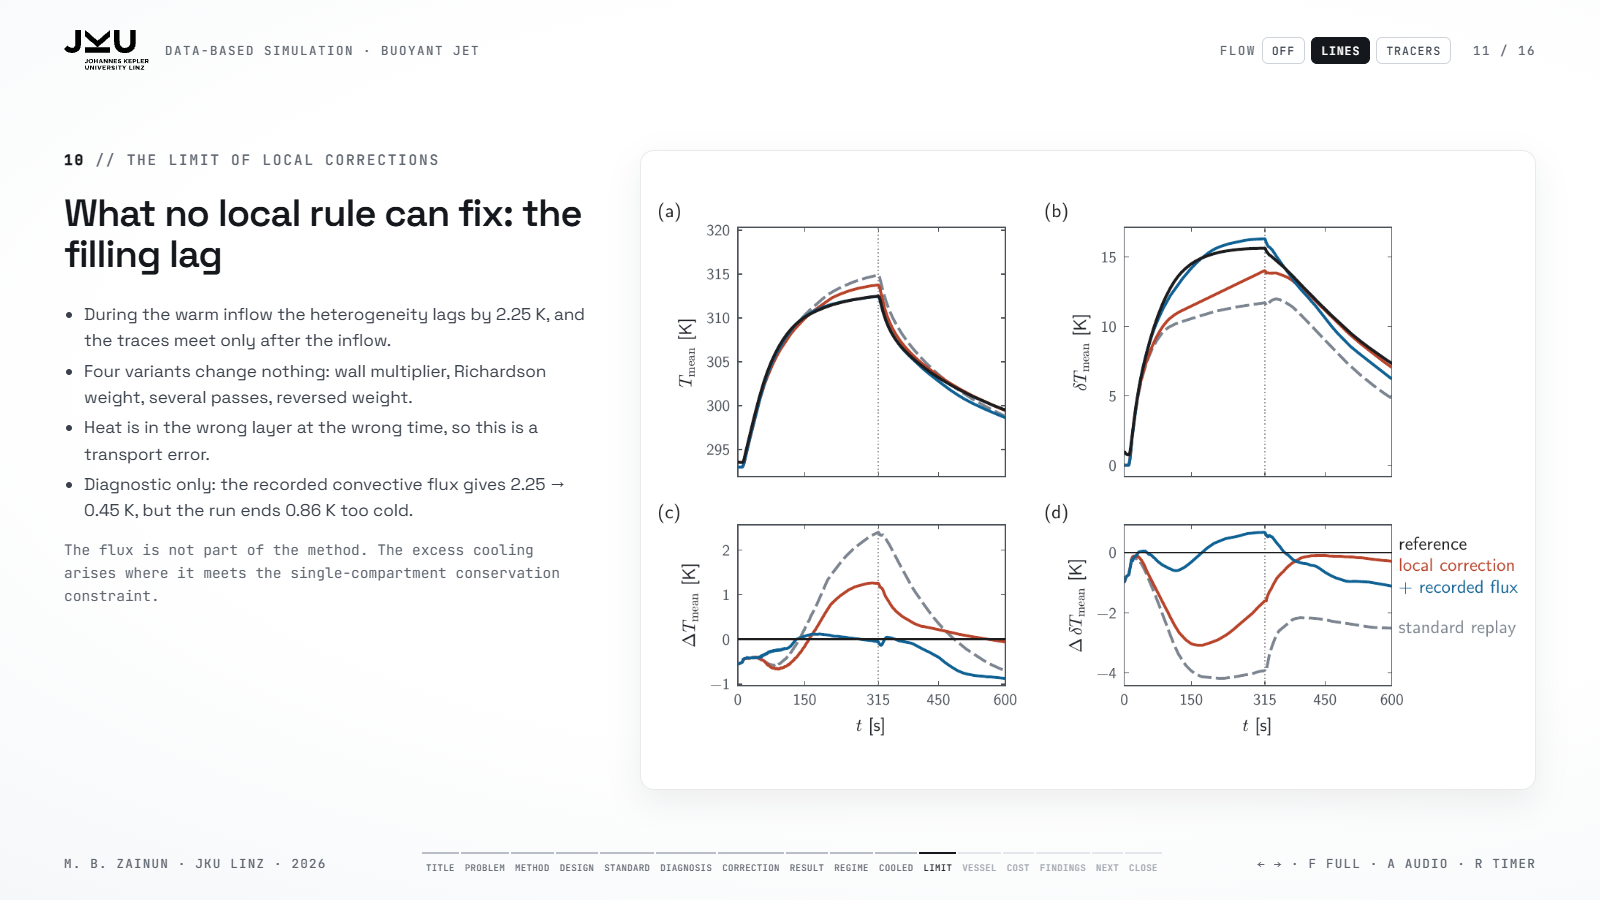 JKU
JOHANNES KEPLER
UNIVERSITY LINZ
DATA-BASED SIMULATION · BUOYANT JET
FLOW OFF LINES TRACERS 11 / 16
10 // THE LIMIT OF LOCAL CORRECTIONS
What no local rule can fix: the
filling lag
• During the warm inflow the heterogeneity lags by 2.25 K, and
the traces meet only after the inflow.
• Four variants change nothing: wall multiplier, Richardson
weight, several passes, reversed weight.
• Heat is in the wrong layer at the wrong time, so this is a
transport error.
• Diagnostic only: the recorded convective flux gives 2.25 →
0.45 K, but the run ends 0.86 K too cold.
The flux is not part of the method. The excess cooling
arises where it meets the single-compartment conservation
constraint.
(a)
320
315
310
305
300
295
T_mean [K]
(b)
15
10
5
0
δT_mean [K]
(c)
2
1
0
−1
ΔT_mean [K]
0 150 315 450 600
t [s]
(d)
0
−2
−4
Δ δT_mean [K]
0 150 315 450 600
t [s]
reference
local correction
+ recorded flux
standard replay
M. B. ZAINUN · JKU LINZ · 2026
TITLE PROBLEM METHOD DESIGN STANDARD DIAGNOSIS CORRECTION RESULT REGIME COOLED LIMIT VESSEL COST FINDINGS NEXT CLOSE
← → · F FULL · A AUDIO · R TIMER